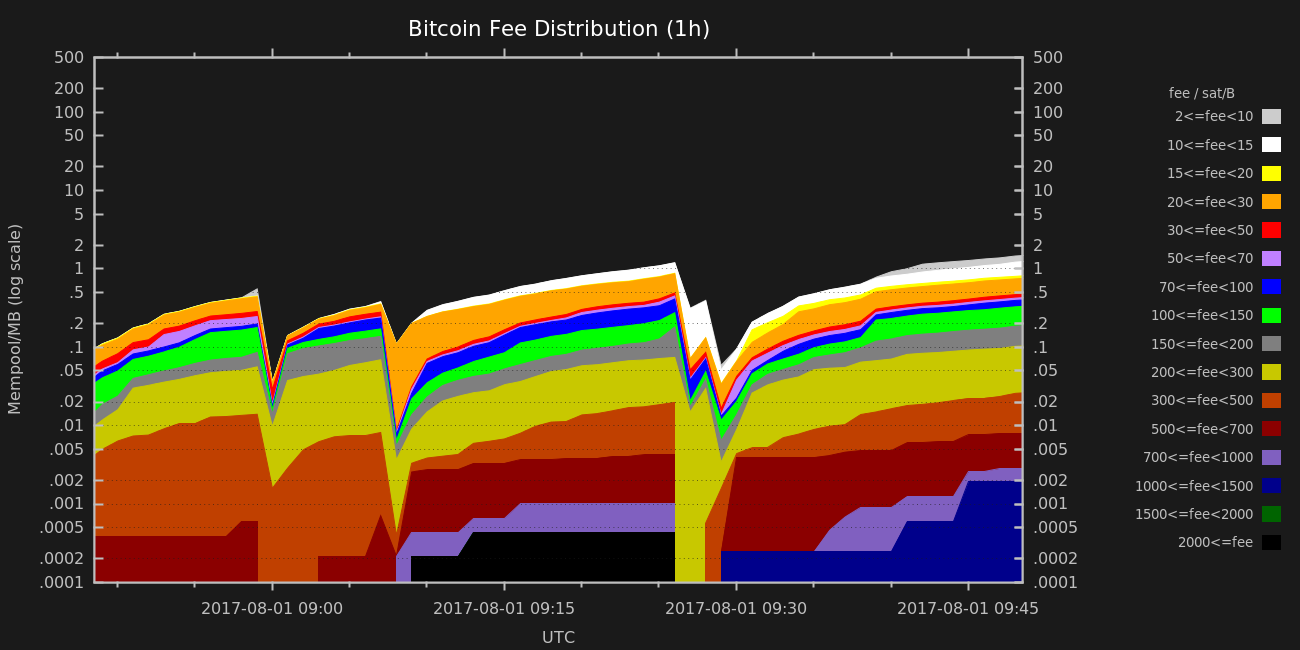 Bitcoin Fee Distribution (1h)
Mempool/MB (log scale)
500
200
100
50
20
10
5
2
1
.5
.2
.1
.05
.02
.01
.005
.002
.001
.0005
.0002
.0001
500
200
100
50
20
10
5
2
1
.5
.2
.1
.05
.02
.01
.005
.002
.001
.0005
.0002
.0001
2017-08-01 09:00
2017-08-01 09:15
2017-08-01 09:30
2017-08-01 09:45
UTC
fee / sat/B
2<=fee<10
10<=fee<15
15<=fee<20
20<=fee<30
30<=fee<50
50<=fee<70
70<=fee<100
100<=fee<150
150<=fee<200
200<=fee<300
300<=fee<500
500<=fee<700
700<=fee<1000
1000<=fee<1500
1500<=fee<2000
2000<=fee